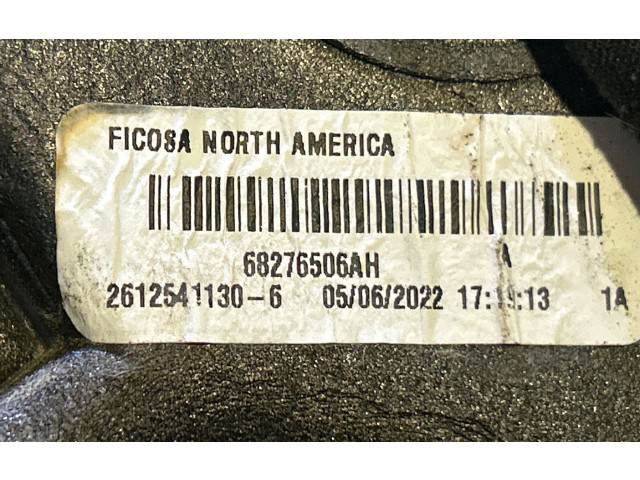 FICOSA NORTH AMERICA
68276506AH A
2612541130-6 05/06/2022 17:19:13 1A